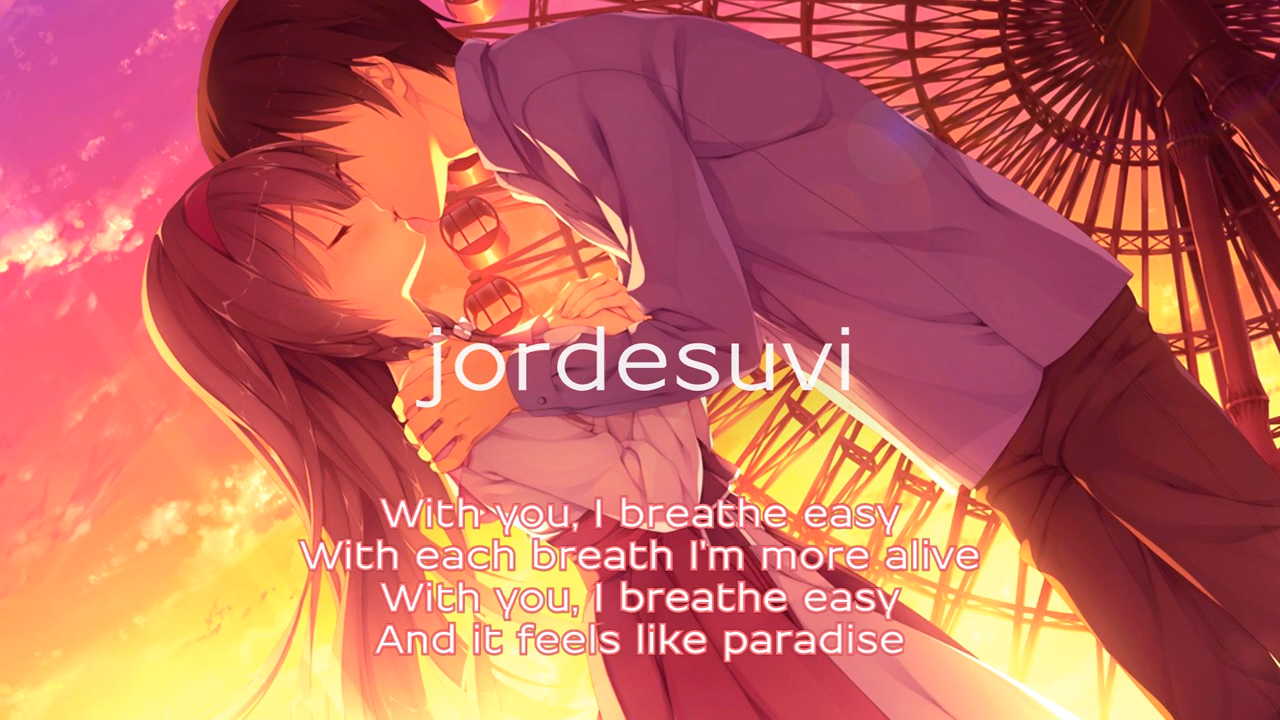 jordesuvi
With you, I breathe easy
With each breath I'm more alive
With you, I breathe easy
And it feels like paradise